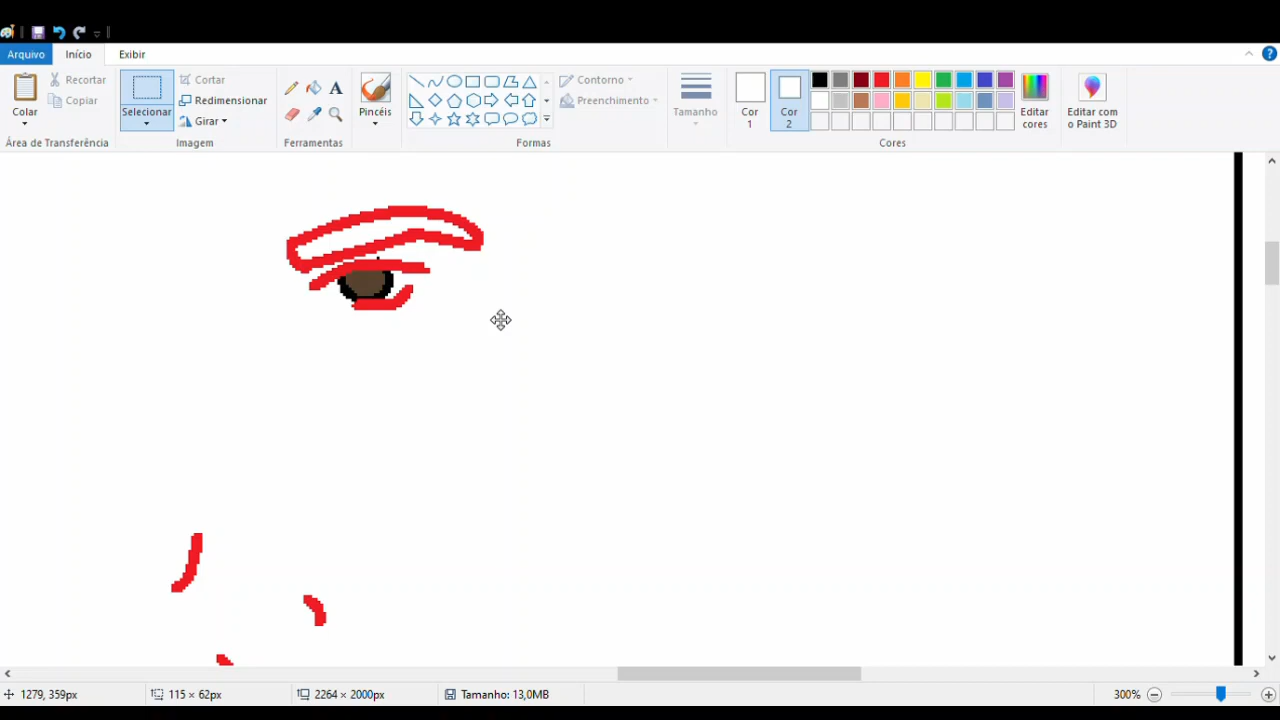 Arquivo Início Exibir
Colar
Recortar
Copiar
Área de Transferência
Selecionar
Cortar
Redimensionar
Girar
Imagem
A
Ferramentas
Pincéis
Contorno
Preenchimento
Formas
Tamanho
Cor
1
Cor
2
Editar
cores
Cores
Editar com
o Paint 3D
1279, 359px
115 × 62px
2264 × 2000px
Tamanho: 13,0MB
300%